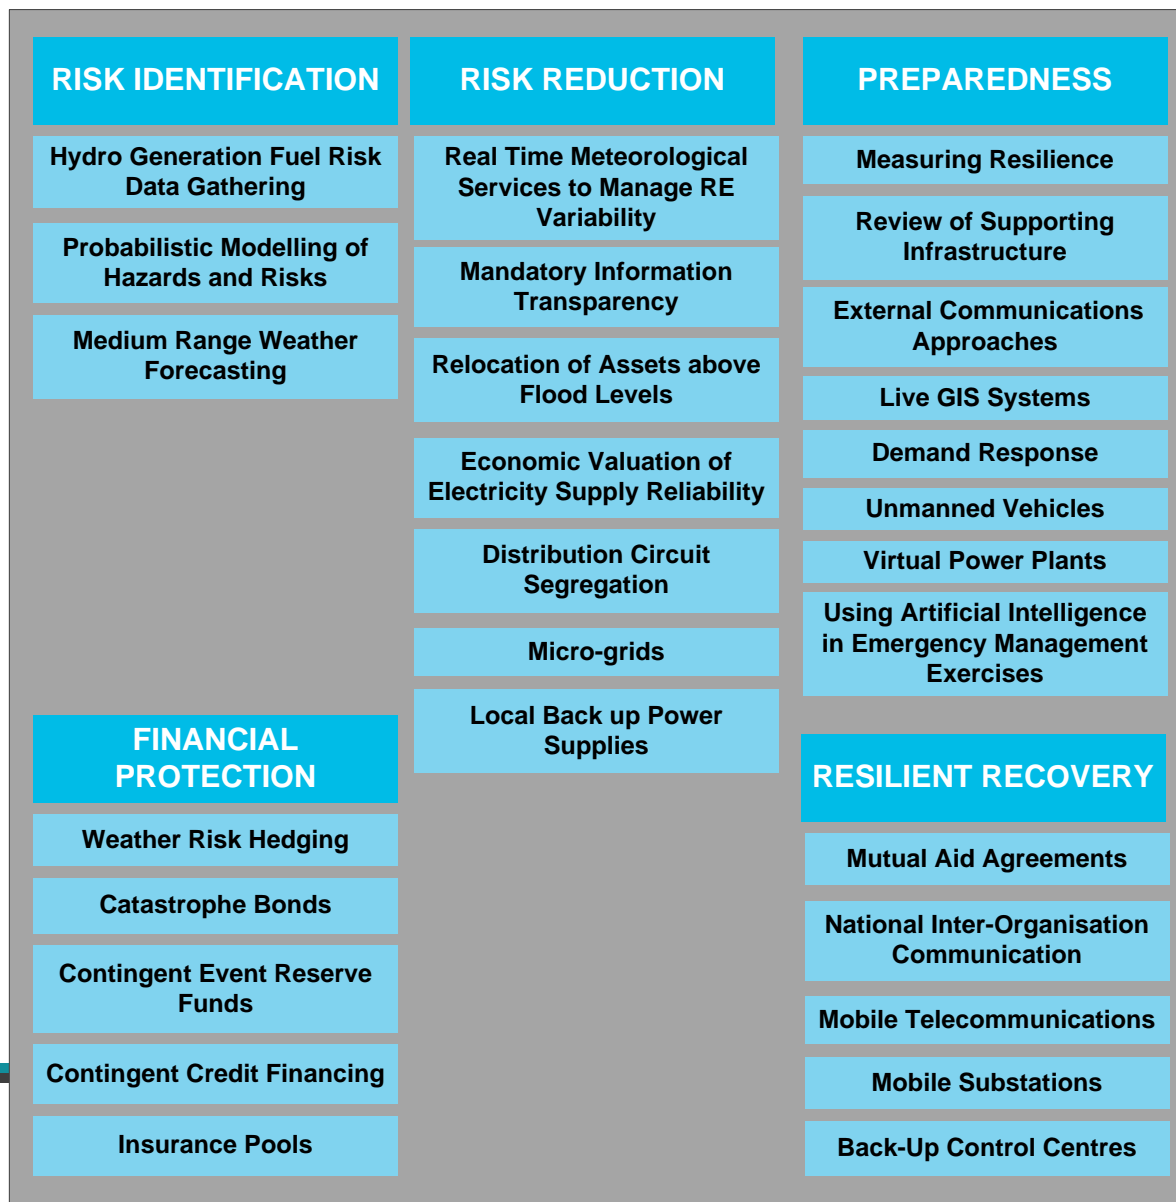 RISK IDENTIFICATION
Hydro Generation Fuel Risk
Data Gathering
Probabilistic Modelling of
Hazards and Risks
Medium Range Weather
Forecasting
FINANCIAL
PROTECTION
Weather Risk Hedging
Catastrophe Bonds
Contingent Event Reserve
Funds
Contingent Credit Financing
Insurance Pools
RISK REDUCTION
Real Time Meteorological
Services to Manage RE
Variability
Mandatory Information
Transparency
Relocation of Assets above
Flood Levels
Economic Valuation of
Electricity Supply Reliability
Distribution Circuit
Segregation
Micro-grids
Local Back up Power
Supplies
PREPAREDNESS
Measuring Resilience
Review of Supporting
Infrastructure
External Communications
Approaches
Live GIS Systems
Demand Response
Unmanned Vehicles
Virtual Power Plants
Using Artificial Intelligence
in Emergency Management
Exercises
RESILIENT RECOVERY
Mutual Aid Agreements
National Inter-Organisation
Communication
Mobile Telecommunications
Mobile Substations
Back-Up Control Centres